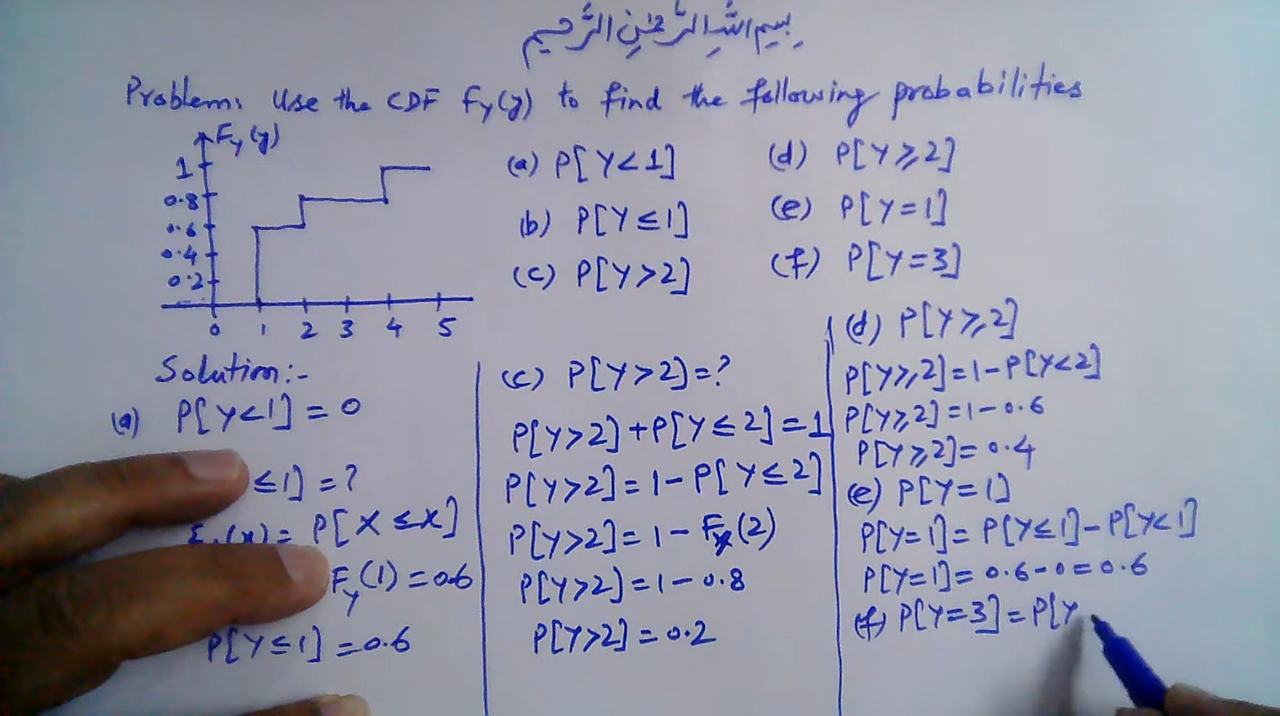 بِسِْمِ اللهِ الرَّحْمٰنِ الرَّحِيم
Problem: Use the CDF Fy(y) to find the following probabilities
Fy(y)
1
0.8
0.6
0.4
0.2
0 1 2 3 4 5
(a) P[Y<1]
(b) P[Y≤1]
(c) P[Y>2]
(d) P[Y≥2]
(e) P[Y=1]
(f) P[Y=3]
Solution:-
(a) P[Y<1] = 0
≤1] = ?
(x) = P[X≤x]
Fy(1) = 0.6
P[Y≤1] = 0.6
(c) P[Y>2] = ?
P[Y>2] + P[Y≤2] = 1
P[Y>2] = 1 - P[Y≤2]
P[Y>2] = 1 - Fy(2)
P[Y>2] = 1 - 0.8
P[Y>2] = 0.2
(d) P[Y≥2]
P[Y≥2] = 1 - P[Y<2]
P[Y≥2] = 1 - 0.6
P[Y≥2] = 0.4
(e) P[Y=1]
P[Y=1] = P[Y≤1] - P[Y<1]
P[Y=1] = 0.6 - 0 = 0.6
(f) P[Y=3] = P[Y